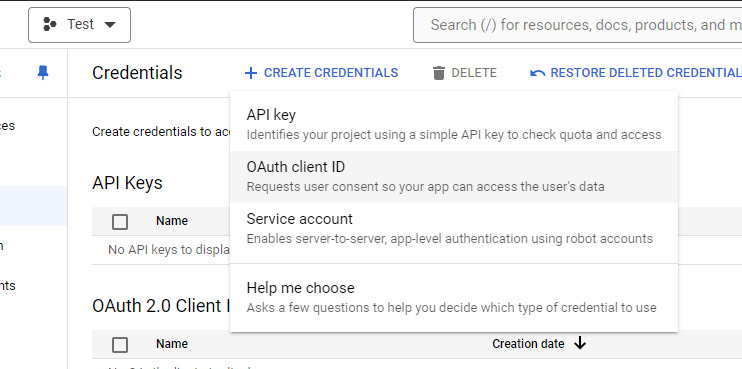 Test
Search (/) for resources, docs, products, and m
Credentials
+ CREATE CREDENTIALS
DELETE
RESTORE DELETED CREDENTIAL
Create credentials to acc
API key
Identifies your project using a simple API key to check quota and access
OAuth client ID
Requests user consent so your app can access the user's data
Service account
Enables server-to-server, app-level authentication using robot accounts
Help me choose
Asks a few questions to help you decide which type of credential to use
API Keys
Name
No API keys to displa
OAuth 2.0 Client I
Name
Creation date